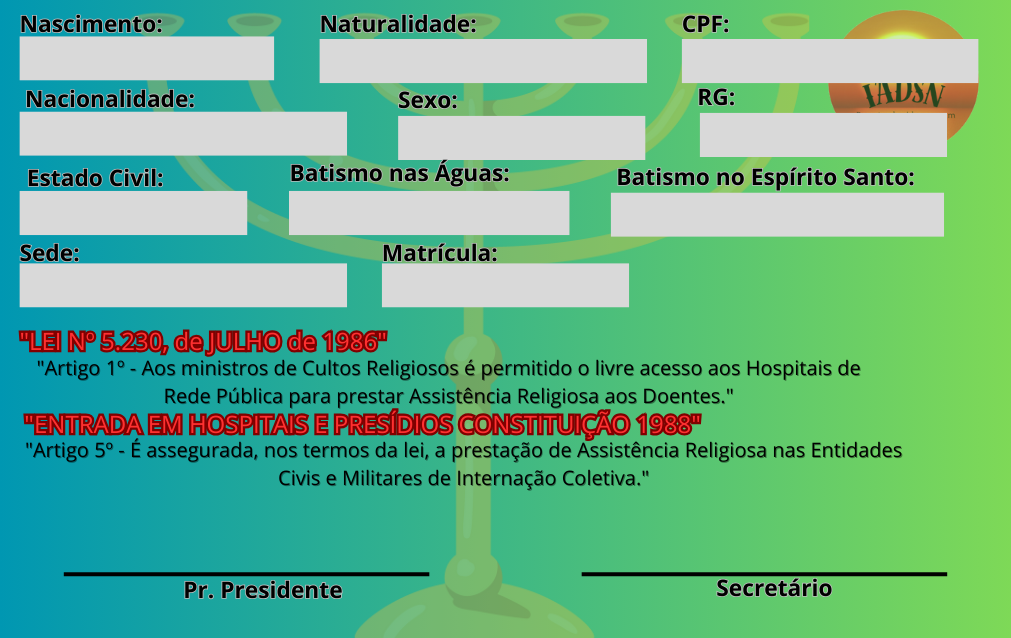 Nascimento: Naturalidade: CPF:
IADSN
Nacionalidade: Sexo: RG:
Estado Civil: Batismo nas Águas: Batismo no Espírito Santo:
Sede: Matrícula:
"LEI Nº 5.230, de JULHO de 1986"
"Artigo 1º - Aos ministros de Cultos Religiosos é permitido o livre acesso aos Hospitais de
Rede Pública para prestar Assistência Religiosa aos Doentes."
"ENTRADA EM HOSPITAIS E PRESÍDIOS CONSTITUIÇÃO 1988"
"Artigo 5º - É assegurada, nos termos da lei, a prestação de Assistência Religiosa nas Entidades
Civis e Militares de Internação Coletiva."
Pr. Presidente Secretário